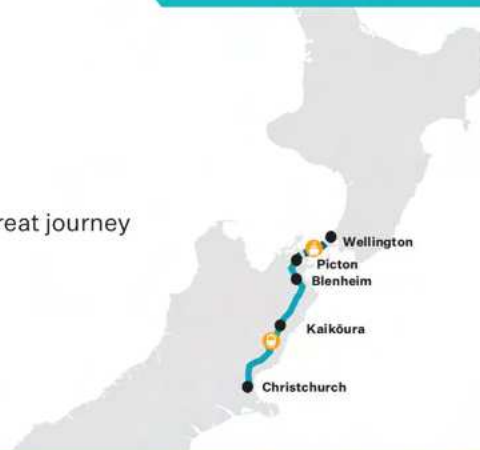 reat journey
Wellington
Picton
Blenheim
Kaikōura
Christchurch